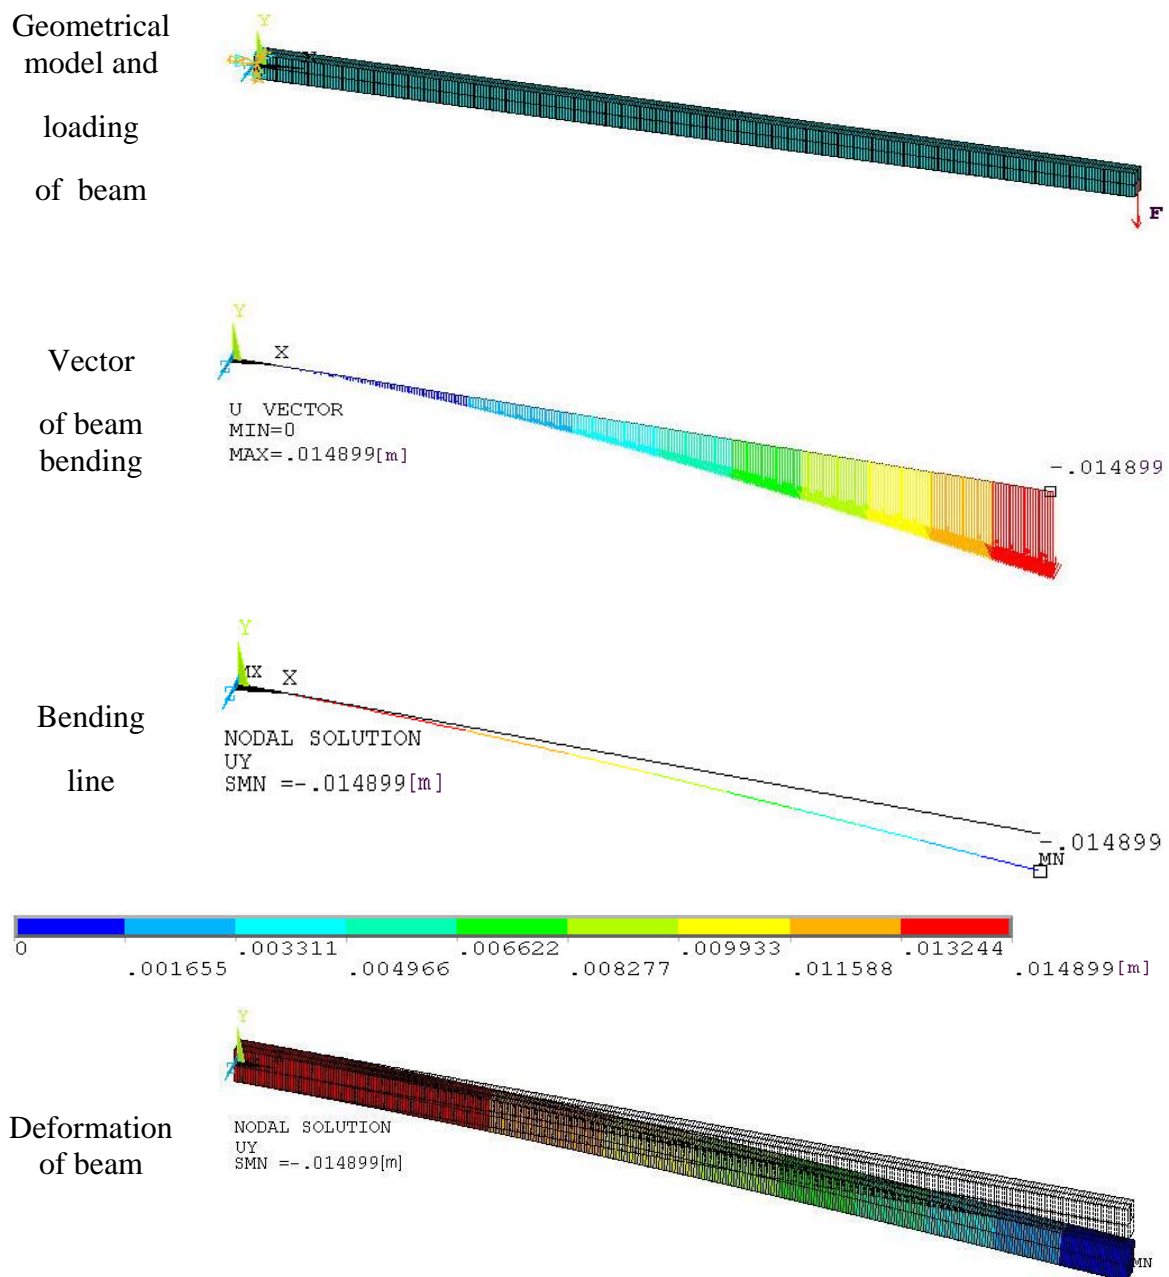 Geometrical
model and
loading
of beam
Y
F
Vector
of beam
bending
Y
X
U VECTOR
MIN=0
MAX=.014899[m]
-.014899
Bending
line
Y
MX
X
NODAL SOLUTION
UY
SMN =-.014899[m]
-.014899
MN
0
.003311
.006622
.009933
.013244
.001655
.004966
.008277
.011588
.014899[m]
Deformation
of beam
Y
NODAL SOLUTION
UY
SMN =-.014899[m]
MN